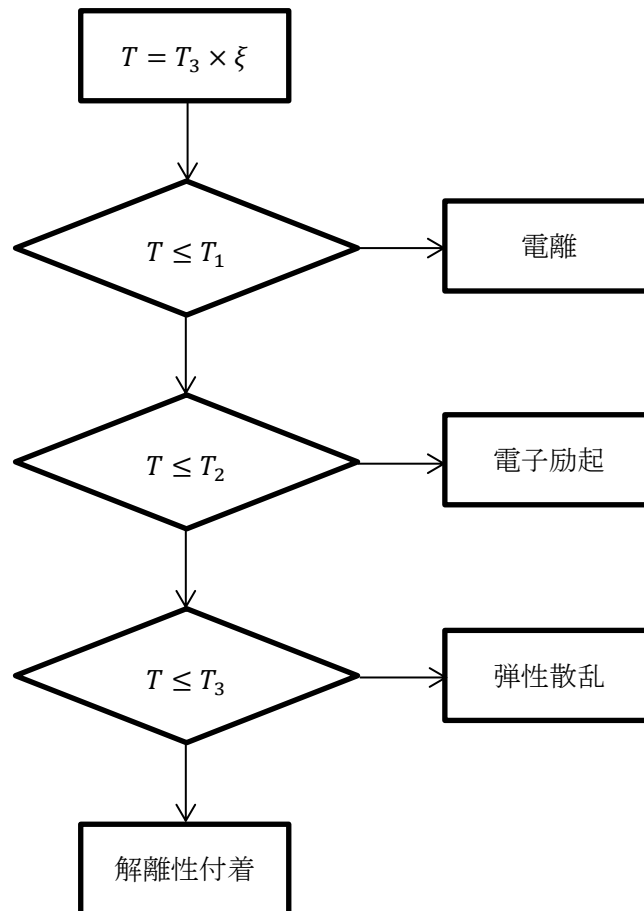 T = T₃ × ξ
T ≤ T₁
電離
T ≤ T₂
電子励起
T ≤ T₃
弾性散乱
解離性付着